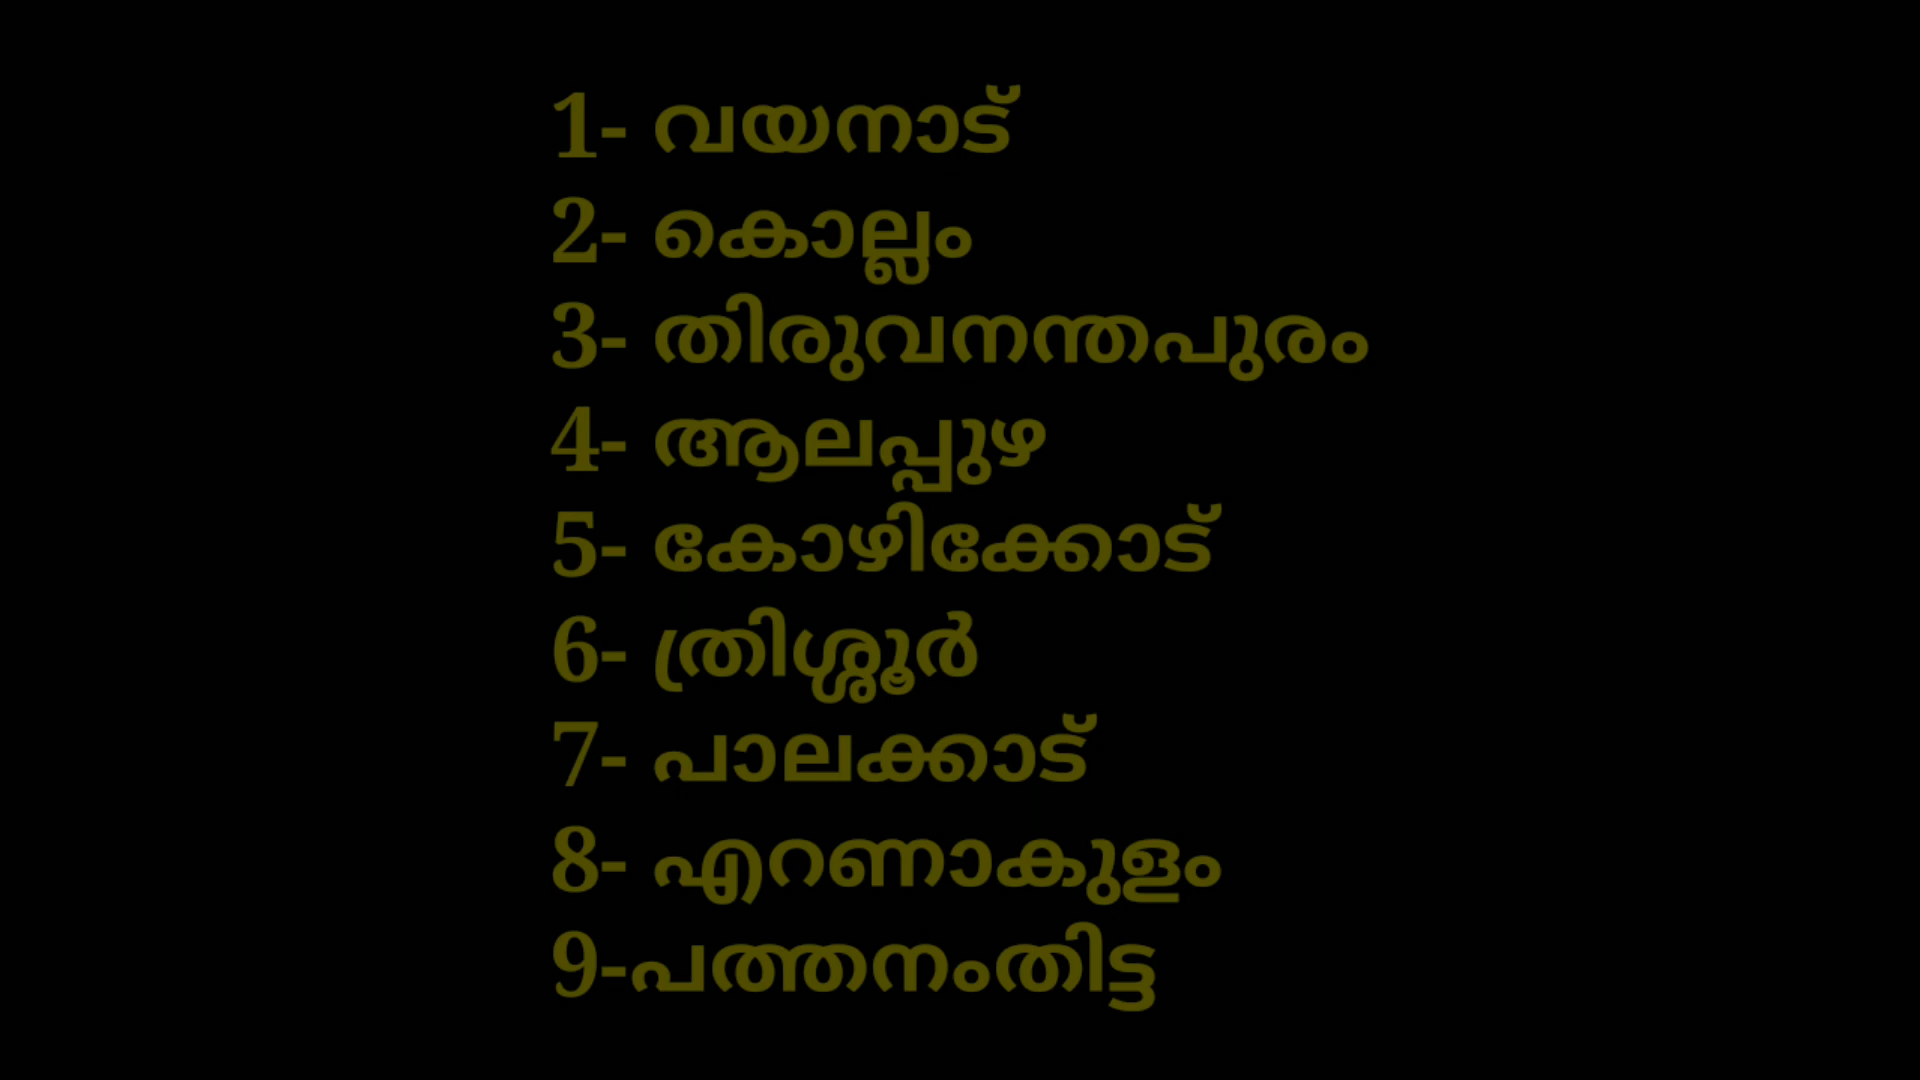 1- വയനാട്
2- കൊല്ലം
3- തിരുവനന്തപുരം
4- ആലപ്പുഴ
5- കോഴിക്കോട്
6- ത്രിശ്ശൂർ
7- പാലക്കാട്
8- എറണാകുളം
9-പത്തനംതിട്ട